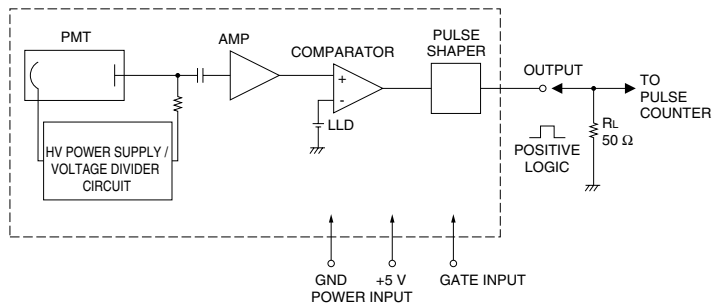 PMT
AMP
COMPARATOR
PULSE
SHAPER
+
-
LLD
HV POWER SUPPLY /
VOLTAGE DIVIDER
CIRCUIT
OUTPUT
POSITIVE
LOGIC
RL
50 Ω
TO
PULSE
COUNTER
GND
+5 V
POWER INPUT
GATE INPUT